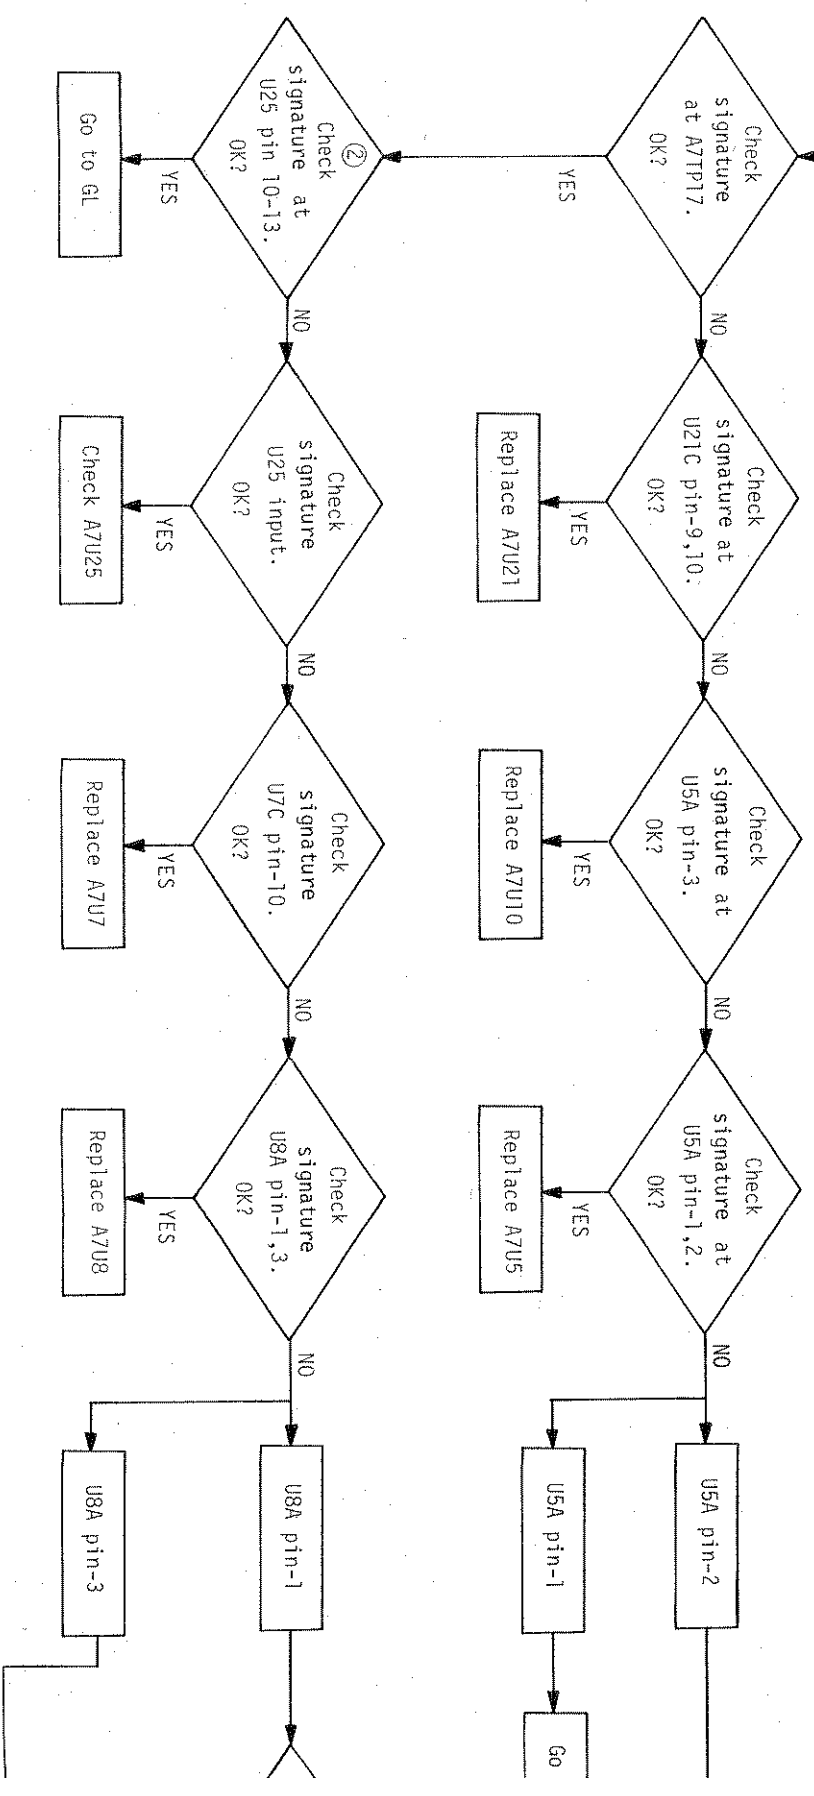 Check
signature
at A7TP17.
OK?
NO
Check
signature at
U21C pin-9,10.
OK?
NO
Check
signature at
U5A pin-3.
OK?
NO
Check
signature at
U5A pin-1,2.
OK?
NO
U5A pin-2
YES
YES
Replace A7U21
YES
Replace A7U10
YES
Replace A7U5
U5A pin-1
Go
2
Check
signature at
U25 pin 10-13.
OK?
NO
Check
signature
U25 input.
OK?
NO
Check
signature
U7C pin-10.
OK?
NO
Check
signature
U8A pin-1,3.
OK?
NO
U8A pin-1
YES
Go to GL
YES
Check A7U25
YES
Replace A7U7
YES
Replace A7U8
U8A pin-3